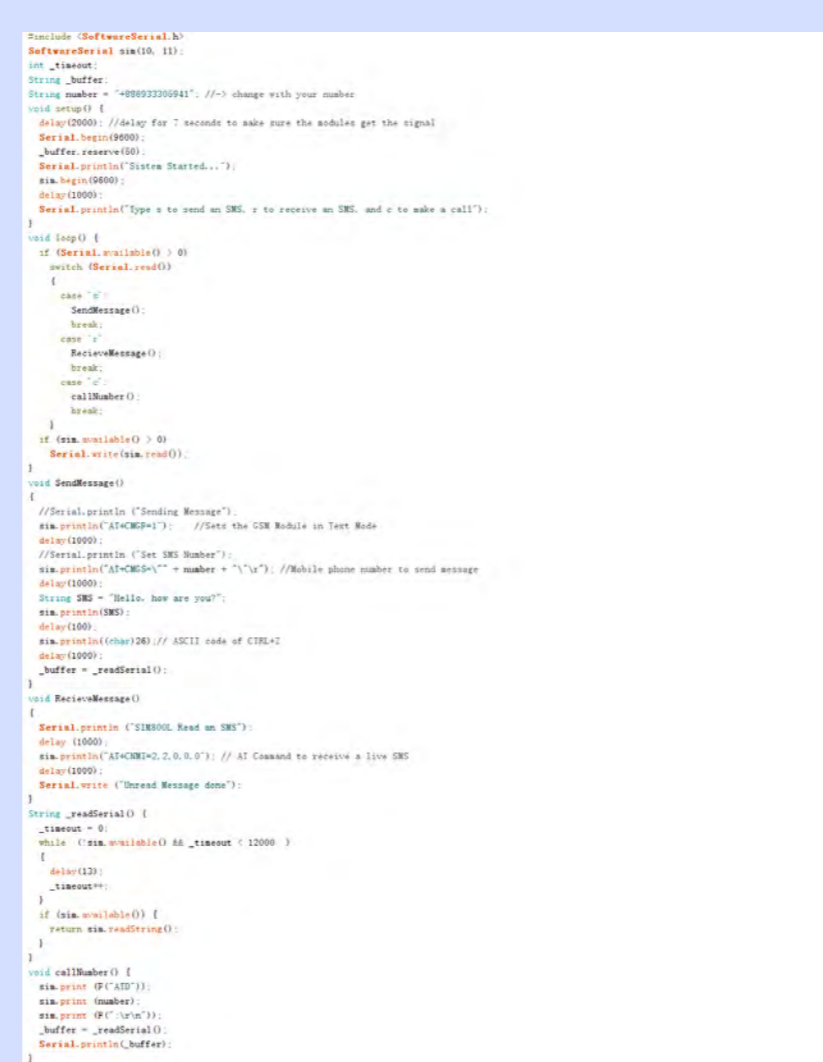 #include <SoftwareSerial.h>
SoftwareSerial sim(10, 11);
int _timeout;
String _buffer;
String number = "+886933305941"; //-> change with your number
void setup() {
delay(2000); //delay for 7 seconds to make sure the modules get the signal
Serial.begin(9600);
_buffer.reserve(50);
Serial.println("Sistem Started...");
sim.begin(9600);
delay(1000);
Serial.println("Type s to send an SMS, r to receive an SMS, and c to make a call");
}
void loop() {
if (Serial.available() > 0)
switch (Serial.read())
{
case 's':
SendMessage();
break;
case 'r':
RecieveMessage();
break;
case 'c':
callNumber();
break;
}
if (sim.available() > 0)
Serial.write(sim.read());
}
void SendMessage()
{
//Serial.println ("Sending Message");
sim.println("AT+CMGF=1"); //Sets the GSM Module in Text Mode
delay(1000);
//Serial.println ("Set SMS Number");
sim.println("AT+CMGS=\"" + number + "\"\r"); //Mobile phone number to send message
delay(1000);
String SMS = "Hello, how are you?";
sim.println(SMS);
delay(100);
sim.println((char)26);// ASCII code of CTRL+Z
delay(1000);
_buffer = _readSerial();
}
void RecieveMessage()
{
Serial.println ("SIM800L Read an SMS");
delay (1000);
sim.println("AT+CNMI=2,2,0,0,0"); // AT Command to receive a live SMS
delay(1000);
Serial.write ("Unread Message done");
}
String _readSerial() {
_timeout = 0;
while (!sim.available() && _timeout < 12000 )
{
delay(13);
_timeout++;
}
if (sim.available()) {
return sim.readString();
}
}
void callNumber() {
sim.print (F("ATD"));
sim.print (number);
sim.print (F(";\r\n"));
_buffer = _readSerial();
Serial.println(_buffer);
}